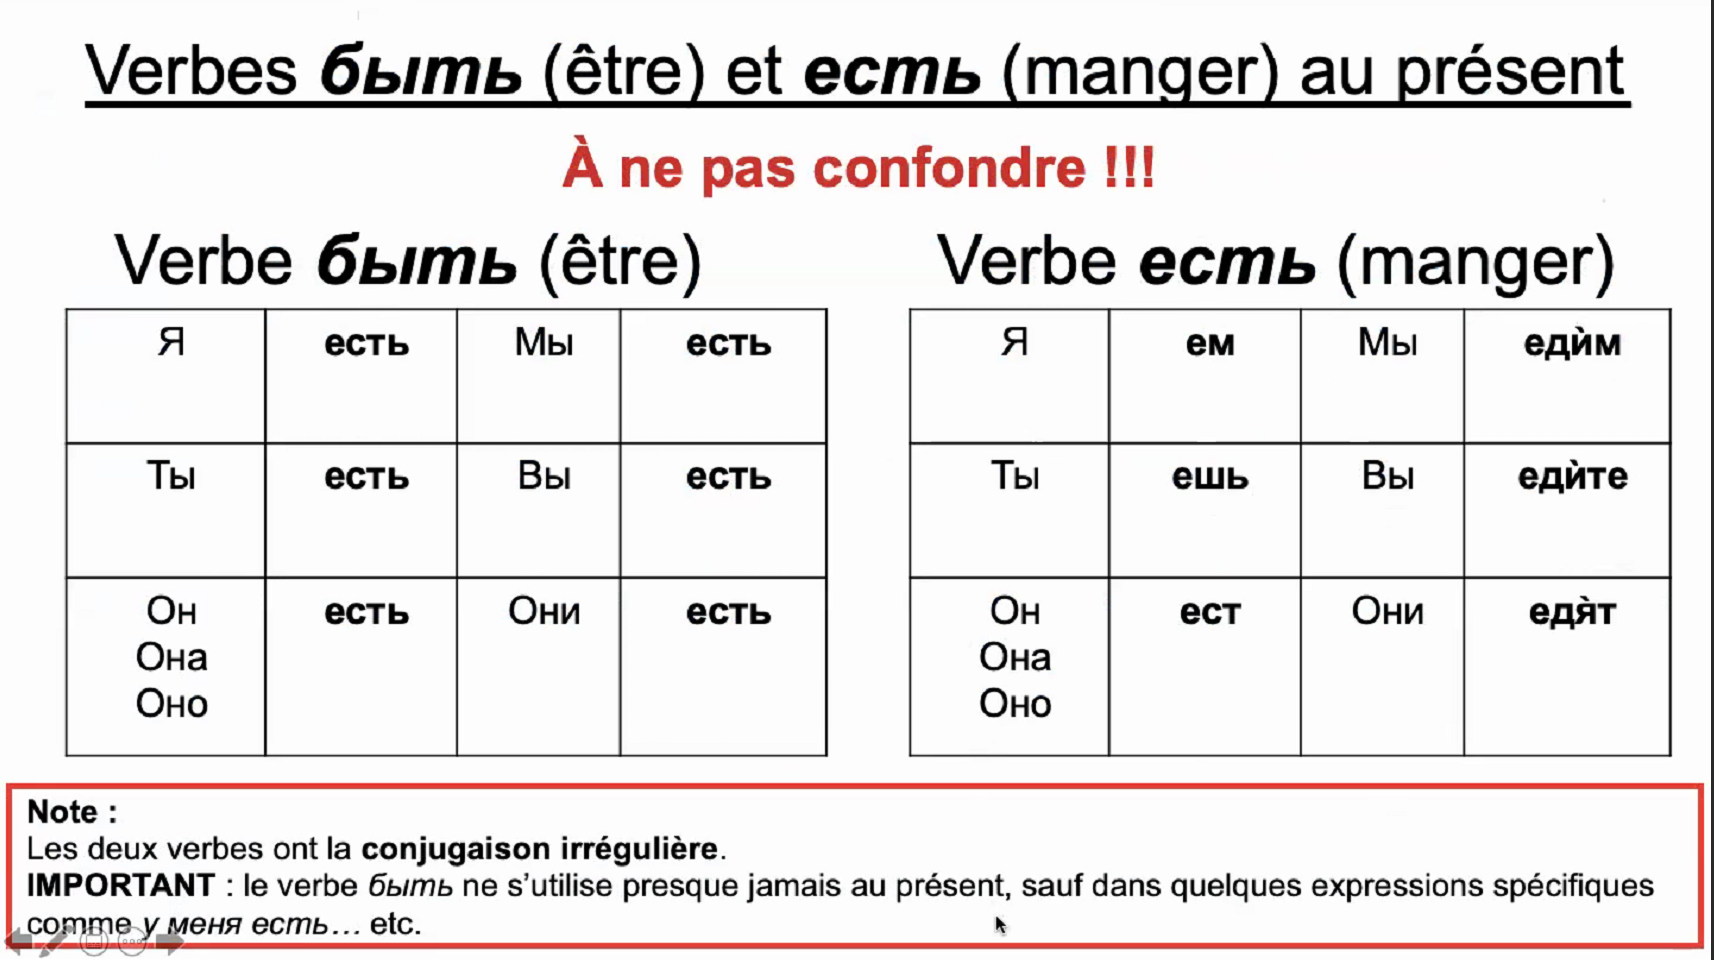 Verbes быть (être) et есть (manger) au présent
À ne pas confondre !!!
Verbe быть (être)
Я есть Мы есть
Ты есть Вы есть
Он есть Они есть
Она
Оно
Verbe есть (manger)
Я ем Мы едѝм
Ты ешь Вы едѝте
Он ест Они едя̀т
Она
Оно
Note :
Les deux verbes ont la conjugaison irrégulière.
IMPORTANT : le verbe быть ne s’utilise presque jamais au présent, sauf dans quelques expressions spécifiques
comme у меня есть… etc.